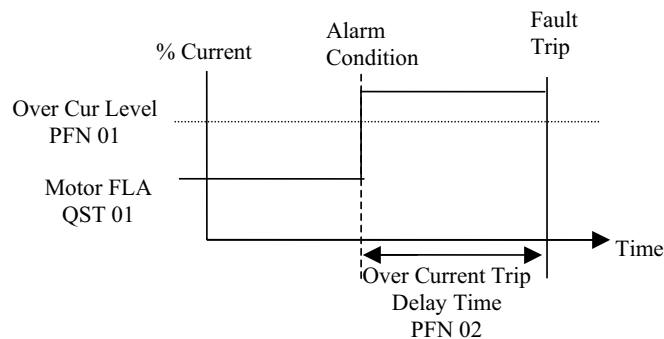 % Current
Alarm
Condition
Fault
Trip
Over Cur Level
PFN 01
Motor FLA
QST 01
Time
Over Current Trip
Delay Time
PFN 02